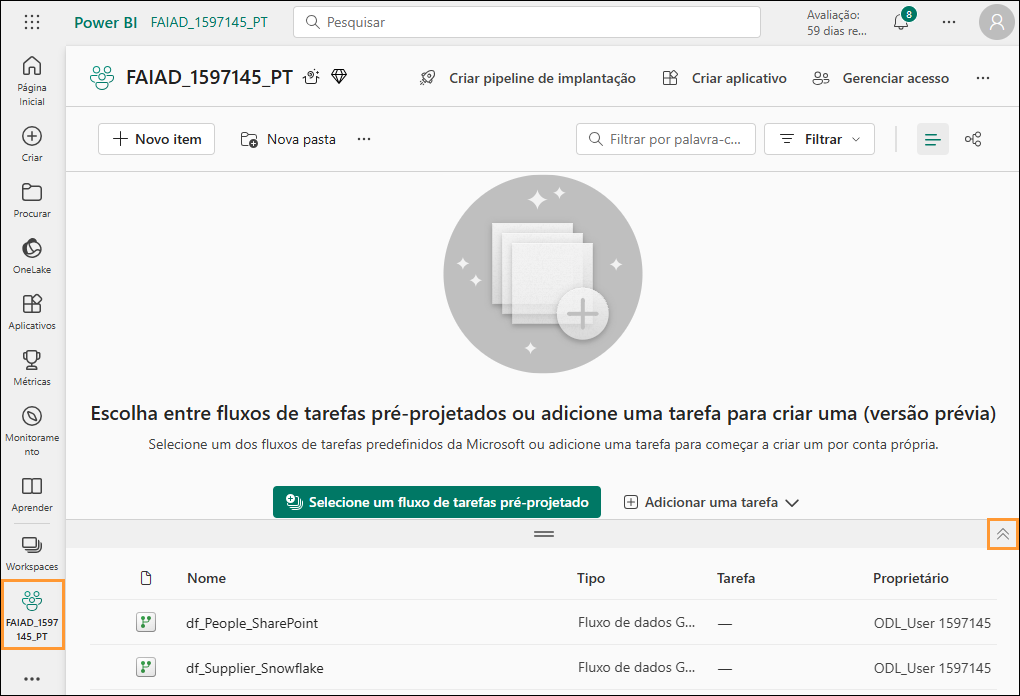 Power BI FAIAD_1597145_PT
Pesquisar
Avaliação:
59 dias re...
8
Página
Inicial
Criar
Procurar
OneLake
Aplicativos
Métricas
Monitorame
nto
Aprender
Workspaces
FAIAD_1597
145_PT
FAIAD_1597145_PT
Criar pipeline de implantação
Criar aplicativo
Gerenciar acesso
Novo item
Nova pasta
Filtrar por palavra-c...
Filtrar
Escolha entre fluxos de tarefas pré-projetados ou adicione uma tarefa para criar uma (versão prévia)
Selecione um dos fluxos de tarefas predefinidos da Microsoft ou adicione uma tarefa para começar a criar um por conta própria.
Selecione um fluxo de tarefas pré-projetado
Adicionar uma tarefa
Nome Tipo Tarefa Proprietário
df_People_SharePoint Fluxo de dados G... — ODL_User 1597145
df_Supplier_Snowflake Fluxo de dados G... — ODL_User 1597145